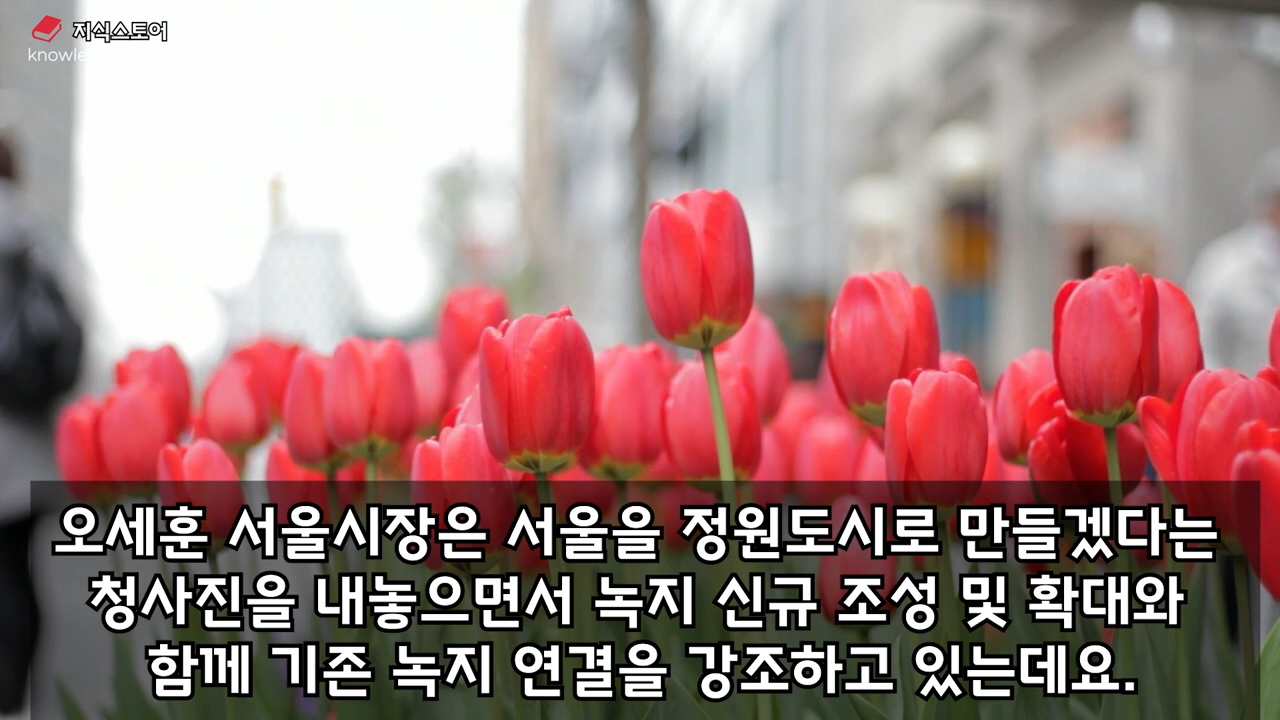 지식스토어
오세훈 서울시장은 서울을 정원도시로 만들겠다는
청사진을 내놓으면서 녹지 신규 조성 및 확대와
함께 기존 녹지 연결을 강조하고 있는데요.